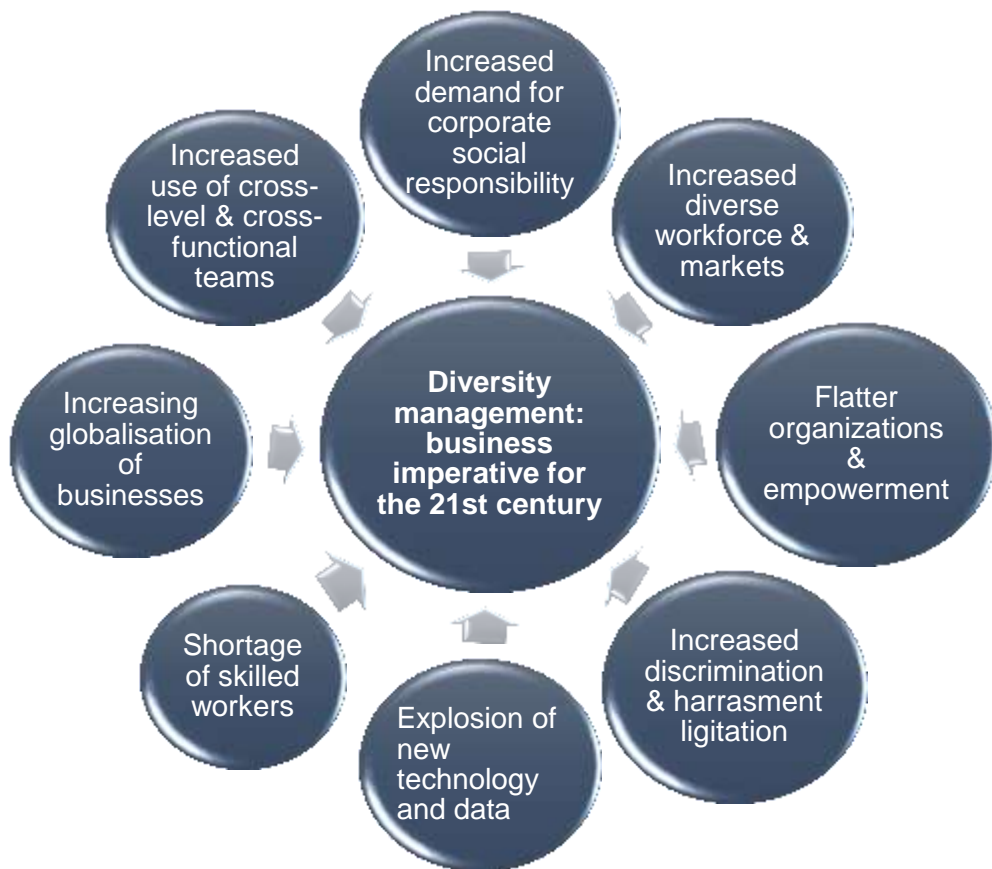 Increased
demand for
corporate
social
responsibility
Increased
diverse
workforce &
markets
Flatter
organizations
&
empowerment
Increased
discrimination
& harrasment
ligitation
Explosion of
new
technology
and data
Shortage
of skilled
workers
Increasing
globalisation
of
businesses
Increased
use of cross-
level & cross-
functional
teams
Diversity
management:
business
imperative for
the 21st century